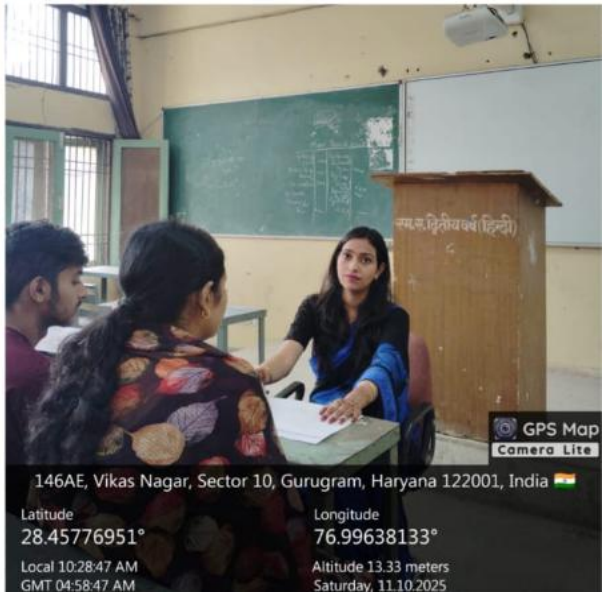 एम.ए. द्वितीय वर्ष (हिन्दी)
GPS Map
Camera Lite
146AE, Vikas Nagar, Sector 10, Gurugram, Haryana 122001, India
Latitude
28.45776951°
Longitude
76.99638133°
Local 10:28:47 AM
GMT 04:58:47 AM
Altitude 13.33 meters
Saturday, 11.10.2025